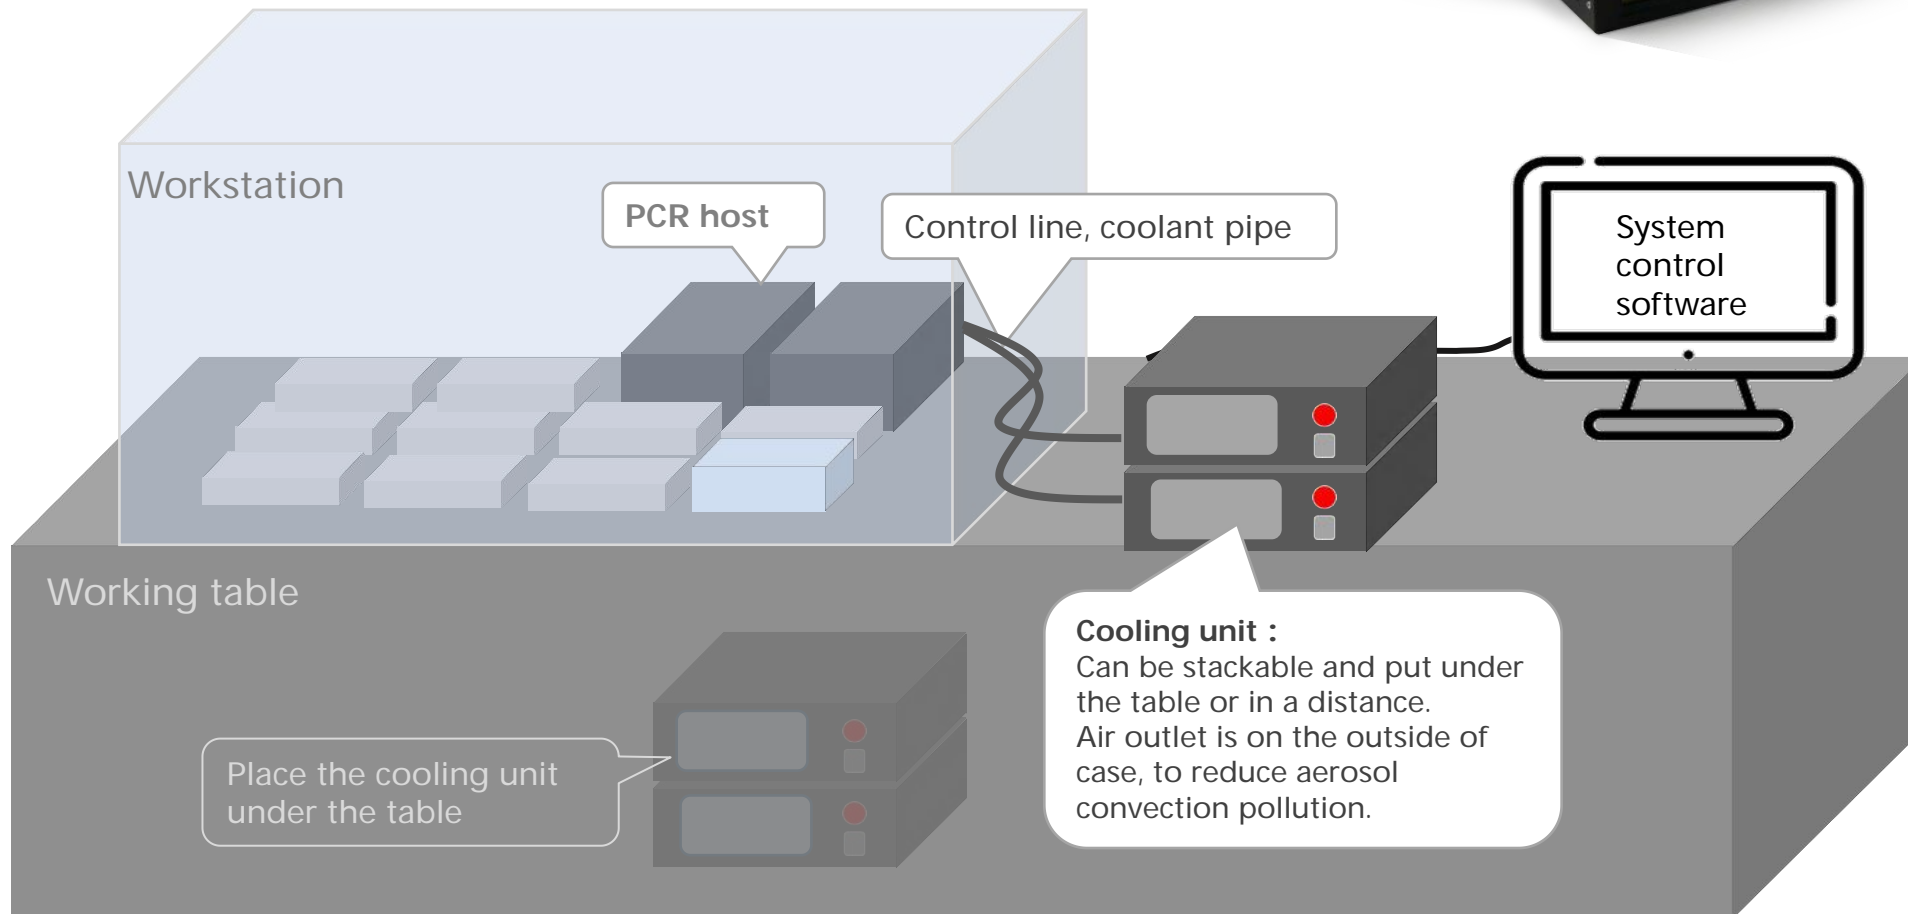 Workstation
PCR host
Control line, coolant pipe
System
control
software
Working table
Cooling unit :
Can be stackable and put under
the table or in a distance.
Air outlet is on the outside of
case, to reduce aerosol
convection pollution.
Place the cooling unit
under the table